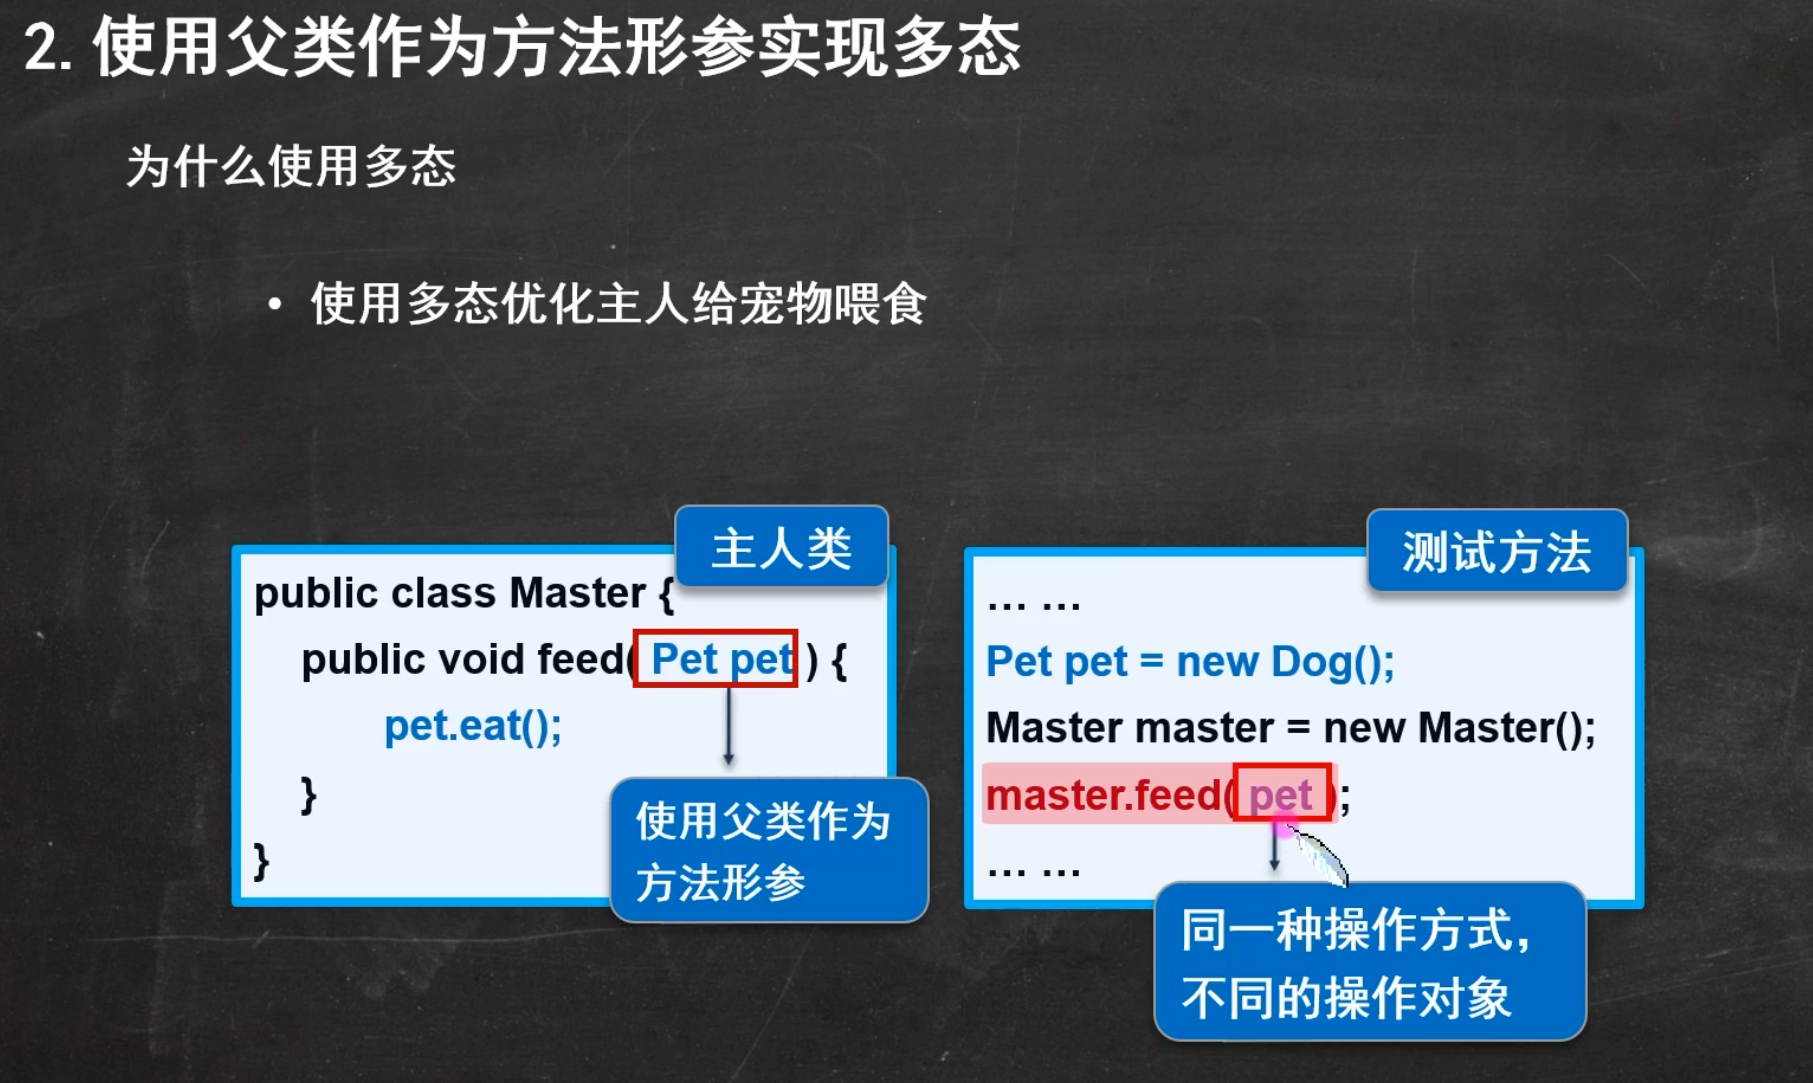 2. 使用父类作为方法形参实现多态
为什么使用多态
• 使用多态优化主人给宠物喂食
主人类
public class Master {
public void feed( Pet pet ) {
pet.eat();
}
}
使用父类作为
方法形参
测试方法
... ...
Pet pet = new Dog();
Master master = new Master();
master.feed( pet );
... ...
同一种操作方式，
不同的操作对象